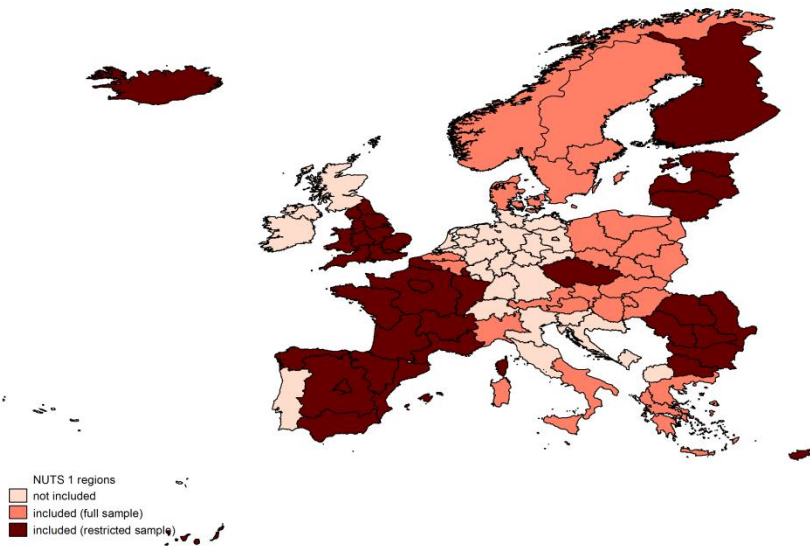 NUTS 1 regions
not included
included (full sample)
included (restricted sample)